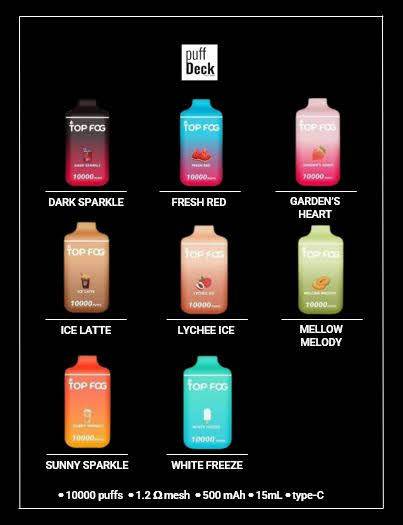 puff
Deck
TOP FOG
DARK SPARKLE
10000 PUFFS
TOP FOG
FRESH RED
10000 PUFFS
TOP FOG
GARDEN'S HEART
10000 PUFFS
DARK SPARKLE
FRESH RED
GARDEN'S
HEART
TOP FOG
ICE LATTE
10000 PUFFS
TOP FOG
LYCHEE ICE
10000 PUFFS
TOP FOG
MELLOW MELODY
10000 PUFFS
ICE LATTE
LYCHEE ICE
MELLOW
MELODY
TOP FOG
SUNNY SPARKLE
10000 PUFFS
TOP FOG
WHITE FREEZE
10000 PUFFS
SUNNY SPARKLE
WHITE FREEZE
• 10000 puffs • 1.2 Ω mesh • 500 mAh • 15mL • type-C